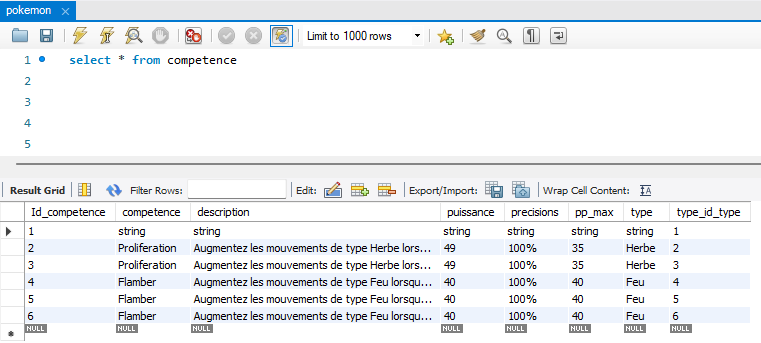 pokemon
Limit to 1000 rows
1 select * from competence
2
3
4
5
Result Grid Filter Rows: Edit: Export/Import: Wrap Cell Content:
Id_competence competence description puissance precisions pp_max type type_id_type
1 string string string string string string 1
2 Proliferation Augmentez les mouvements de type Herbe lors... 49 100% 35 Herbe 2
3 Proliferation Augmentez les mouvements de type Herbe lors... 49 100% 35 Herbe 3
4 Flamber Augmentez les mouvements de type Feu lorsqu... 40 100% 40 Feu 4
5 Flamber Augmentez les mouvements de type Feu lorsqu... 40 100% 40 Feu 5
6 Flamber Augmentez les mouvements de type Feu lorsqu... 40 100% 40 Feu 6
NULL NULL NULL NULL NULL NULL NULL NULL